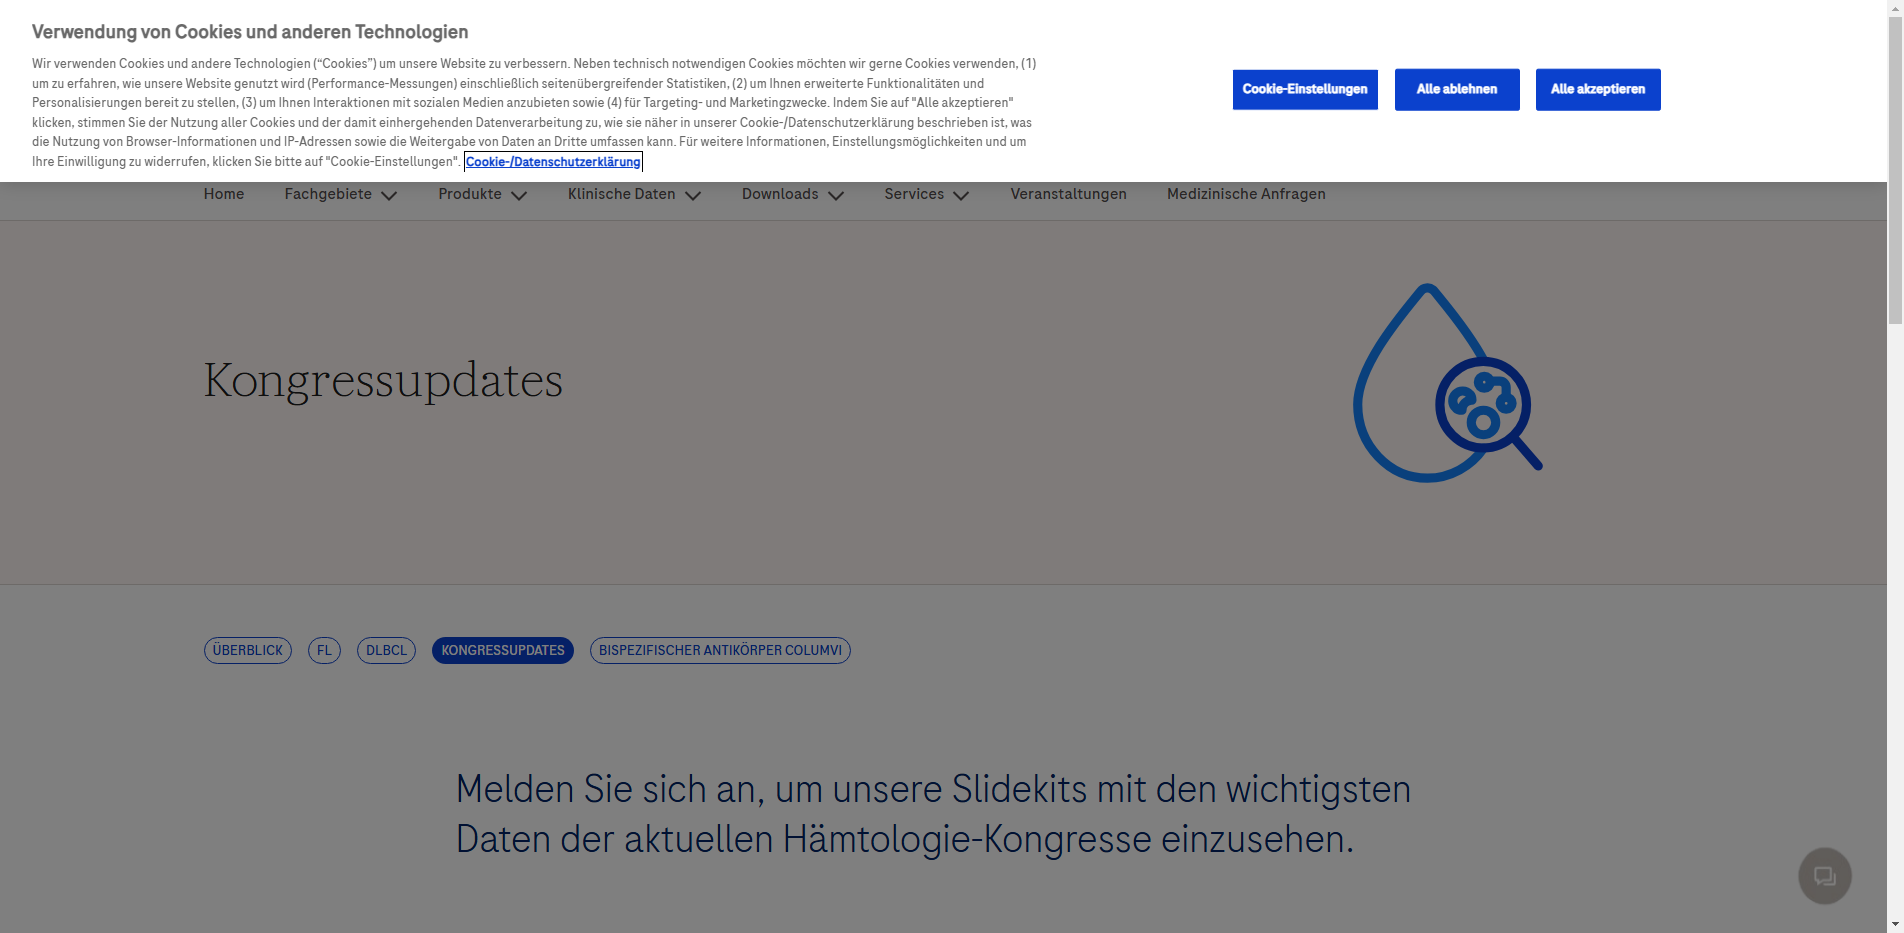 Verwendung von Cookies und anderen Technologien
Wir verwenden Cookies und andere Technologien (“Cookies”) um unsere Website zu verbessern. Neben technisch notwendigen Cookies möchten wir gerne Cookies verwenden, (1)
um zu erfahren, wie unsere Website genutzt wird (Performance-Messungen) einschließlich seitenübergreifender Statistiken, (2) um Ihnen erweiterte Funktionalitäten und
Personalisierungen bereit zu stellen, (3) um Ihnen Interaktionen mit sozialen Medien anzubieten sowie (4) für Targeting- und Marketingzwecke. Indem Sie auf "Alle akzeptieren"
klicken, stimmen Sie der Nutzung aller Cookies und der damit einhergehenden Datenverarbeitung zu, wie sie näher in unserer Cookie-/Datenschutzerklärung beschrieben ist, was
die Nutzung von Browser-Informationen und IP-Adressen sowie die Weitergabe von Daten an Dritte umfassen kann. Für weitere Informationen, Einstellungsmöglichkeiten und um
Ihre Einwilligung zu widerrufen, klicken Sie bitte auf "Cookie-Einstellungen". Cookie-/Datenschutzerklärung
Cookie-Einstellungen Alle ablehnen Alle akzeptieren
Home Fachgebiete Produkte Klinische Daten Downloads Services Veranstaltungen Medizinische Anfragen
Kongressupdates
ÜBERBLICK FL DLBCL KONGRESSUPDATES BISPEZIFISCHER ANTIKÖRPER COLUMVI
Melden Sie sich an, um unsere Slidekits mit den wichtigsten
Daten der aktuellen Hämtologie-Kongresse einzusehen.